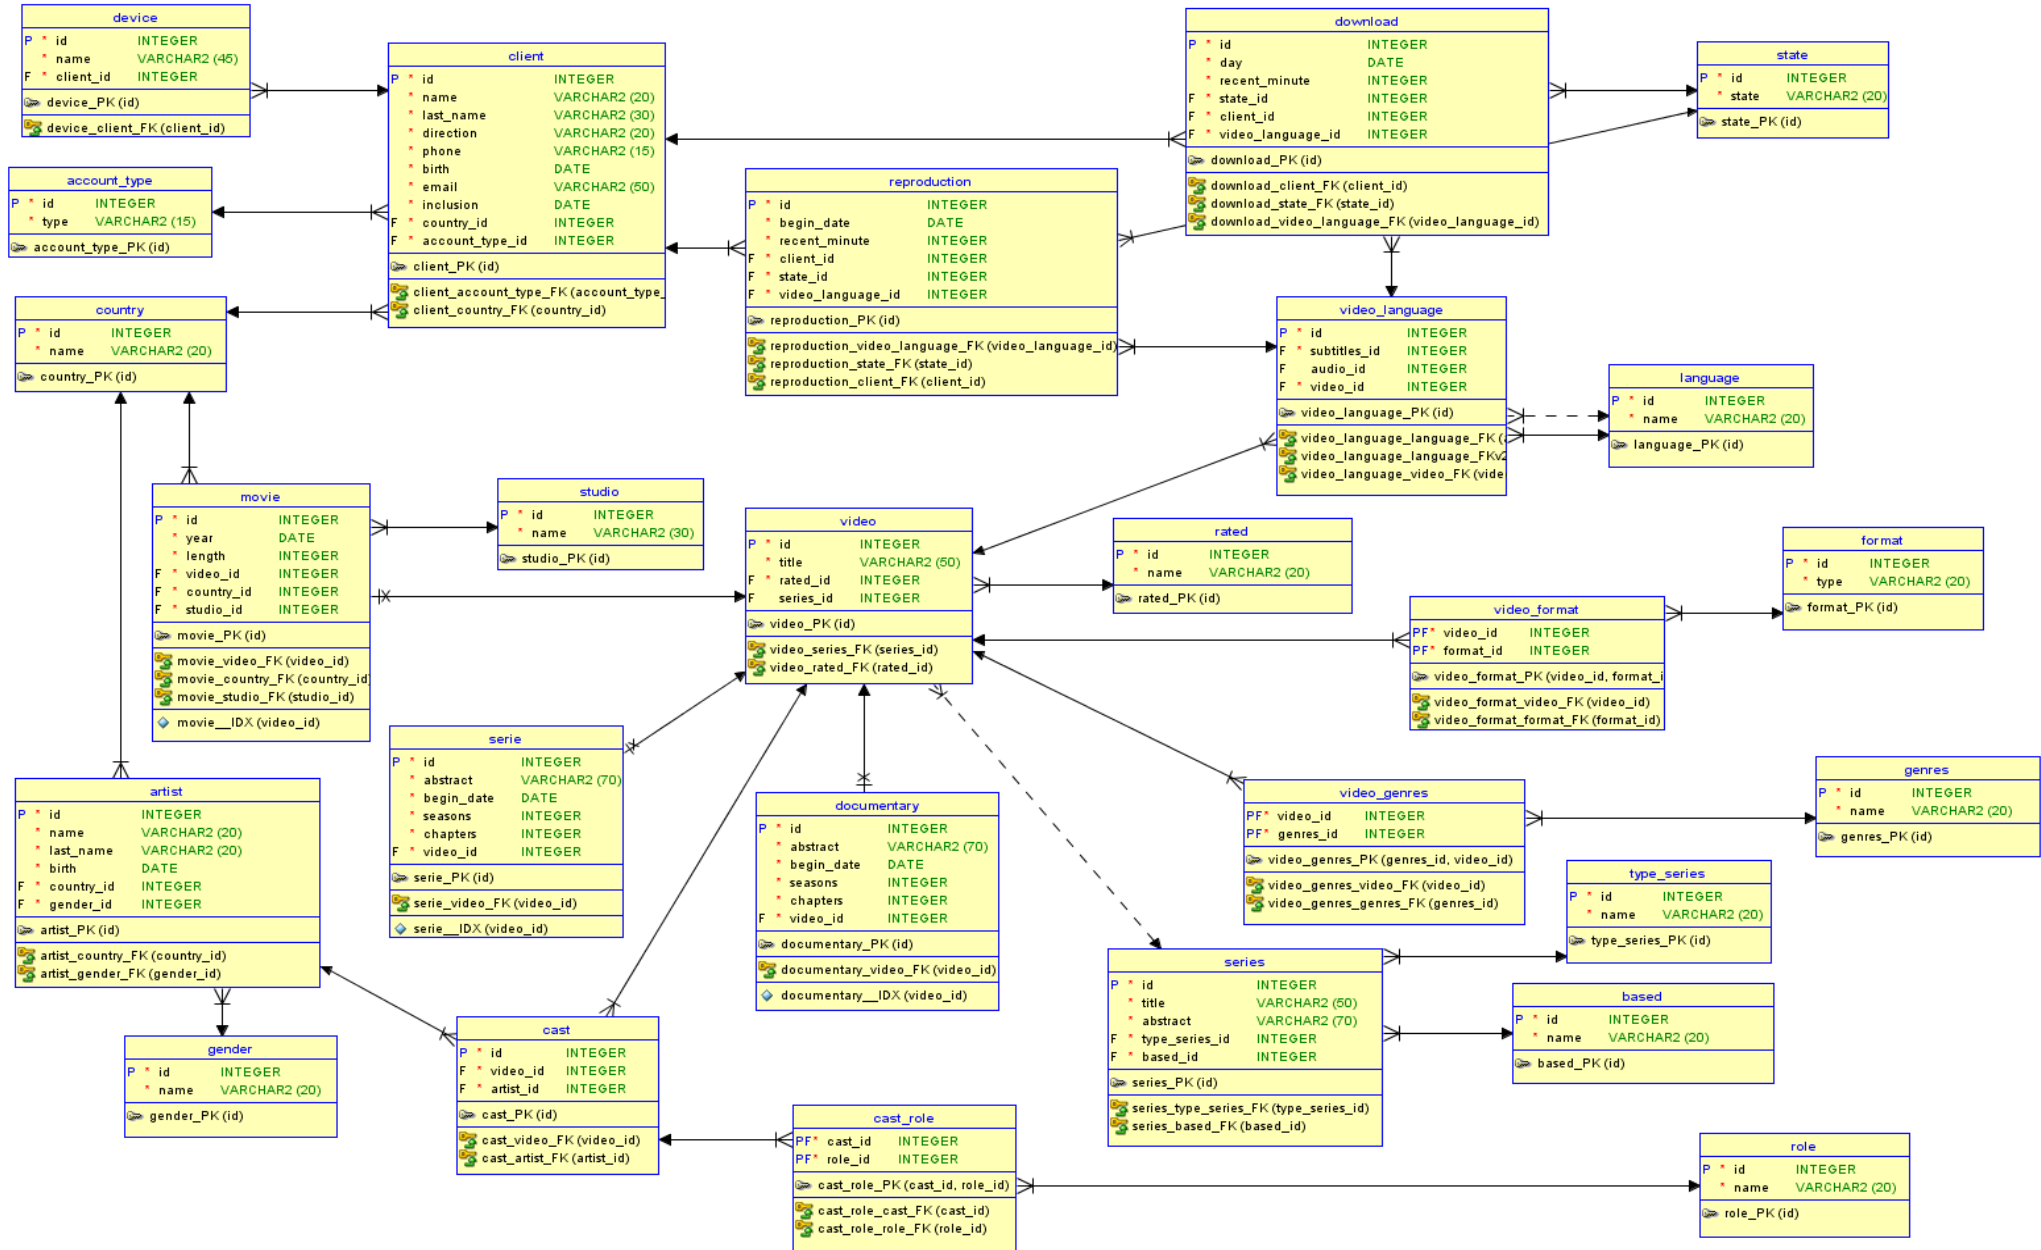 device
P * id INTEGER
* name VARCHAR2 (45)
F * client_id INTEGER
device_PK (id)
device_client_FK (client_id)
client
P * id INTEGER
* name VARCHAR2 (20)
* last_name VARCHAR2 (30)
* direction VARCHAR2 (20)
* phone VARCHAR2 (15)
* birth DATE
* email VARCHAR2 (50)
* inclusion DATE
F * country_id INTEGER
F * account_type_id INTEGER
client_PK (id)
client_account_type_FK (account_type_
client_country_FK (country_id)
download
P * id INTEGER
* day DATE
* recent_minute INTEGER
F * state_id INTEGER
F * client_id INTEGER
F * video_language_id INTEGER
download_PK (id)
download_client_FK (client_id)
download_state_FK (state_id)
download_video_language_FK (video_language_id)
state
P * id INTEGER
* state VARCHAR2 (20)
state_PK (id)
account_type
P * id INTEGER
* type VARCHAR2 (15)
account_type_PK (id)
reproduction
P * id INTEGER
* begin_date DATE
* recent_minute INTEGER
F * client_id INTEGER
F * state_id INTEGER
F * video_language_id INTEGER
reproduction_PK (id)
reproduction_video_language_FK (video_language_id)
reproduction_state_FK (state_id)
reproduction_client_FK (client_id)
country
P * id INTEGER
* name VARCHAR2 (20)
country_PK (id)
video_language
P * id INTEGER
F * subtitles_id INTEGER
F audio_id INTEGER
F * video_id INTEGER
video_language_PK (id)
video_language_language_FK (
video_language_language_FKv2
video_language_video_FK (vide
language
P * id INTEGER
* name VARCHAR2 (20)
language_PK (id)
movie
P * id INTEGER
* year DATE
* length INTEGER
F * video_id INTEGER
F * country_id INTEGER
F * studio_id INTEGER
movie_PK (id)
movie_video_FK (video_id)
movie_country_FK (country_id)
movie_studio_FK (studio_id)
movie__IDX (video_id)
studio
P * id INTEGER
* name VARCHAR2 (30)
studio_PK (id)
video
P * id INTEGER
* title VARCHAR2 (50)
F * rated_id INTEGER
F series_id INTEGER
video_PK (id)
video_series_FK (series_id)
video_rated_FK (rated_id)
rated
P * id INTEGER
* name VARCHAR2 (20)
rated_PK (id)
format
P * id INTEGER
* type VARCHAR2 (20)
format_PK (id)
video_format
PF* video_id INTEGER
PF* format_id INTEGER
video_format_PK (video_id, format_i
video_format_video_FK (video_id)
video_format_format_FK (format_id)
serie
P * id INTEGER
* abstract VARCHAR2 (70)
* begin_date DATE
* seasons INTEGER
* chapters INTEGER
F * video_id INTEGER
serie_PK (id)
serie_video_FK (video_id)
serie__IDX (video_id)
artist
P * id INTEGER
* name VARCHAR2 (20)
* last_name VARCHAR2 (20)
* birth DATE
F * country_id INTEGER
F * gender_id INTEGER
artist_PK (id)
artist_country_FK (country_id)
artist_gender_FK (gender_id)
documentary
P * id INTEGER
* abstract VARCHAR2 (70)
* begin_date DATE
* seasons INTEGER
* chapters INTEGER
F * video_id INTEGER
documentary_PK (id)
documentary_video_FK (video_id)
documentary__IDX (video_id)
video_genres
PF* video_id INTEGER
PF* genres_id INTEGER
video_genres_PK (genres_id, video_id)
video_genres_video_FK (video_id)
video_genres_genres_FK (genres_id)
genres
P * id INTEGER
* name VARCHAR2 (20)
genres_PK (id)
type_series
P * id INTEGER
* name VARCHAR2 (20)
type_series_PK (id)
series
P * id INTEGER
* title VARCHAR2 (50)
* abstract VARCHAR2 (70)
F * type_series_id INTEGER
F * based_id INTEGER
series_PK (id)
series_type_series_FK (type_series_id)
series_based_FK (based_id)
based
P * id INTEGER
* name VARCHAR2 (20)
based_PK (id)
gender
P * id INTEGER
* name VARCHAR2 (20)
gender_PK (id)
cast
P * id INTEGER
F * video_id INTEGER
F * artist_id INTEGER
cast_PK (id)
cast_video_FK (video_id)
cast_artist_FK (artist_id)
cast_role
PF* cast_id INTEGER
PF* role_id INTEGER
cast_role_PK (cast_id, role_id)
cast_role_cast_FK (cast_id)
cast_role_role_FK (role_id)
role
P * id INTEGER
* name VARCHAR2 (20)
role_PK (id)